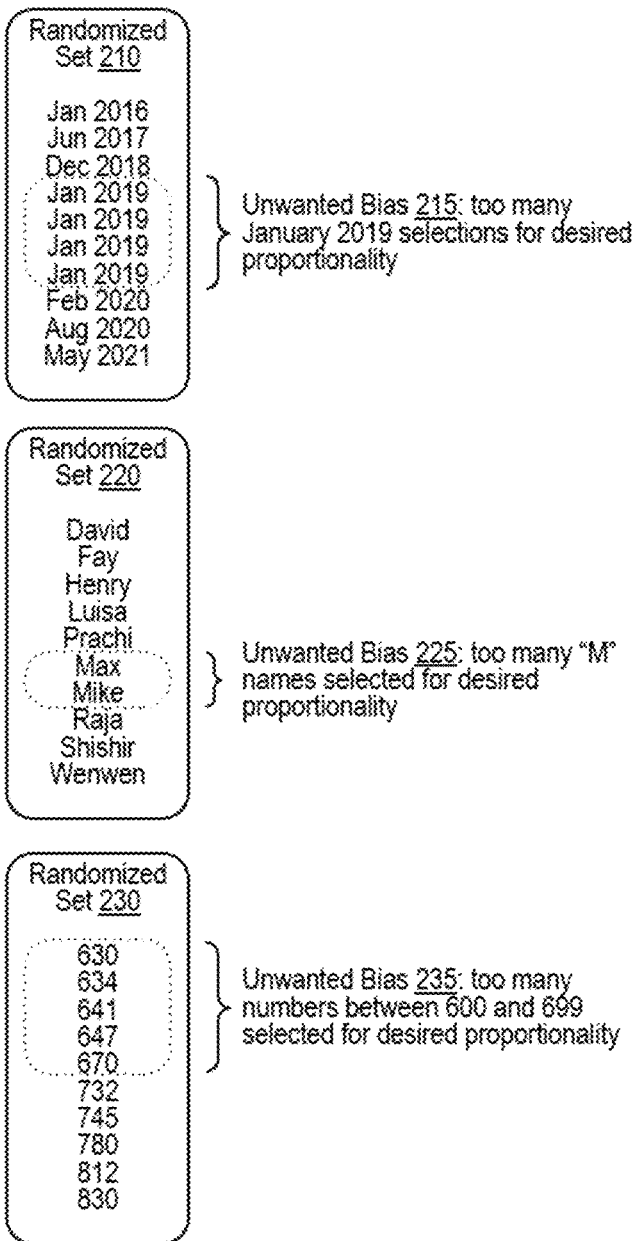 Randomized
Set 210
Jan 2016
Jun 2017
Dec 2018
Jan 2019
Jan 2019
Jan 2019
Jan 2019
Feb 2020
Aug 2020
May 2021
Unwanted Bias 215: too many
January 2019 selections for desired
proportionality
Randomized
Set 220
David
Fay
Henry
Luisa
Prachi
Max
Mike
Raja
Shishir
Wenwen
Unwanted Bias 225: too many “M”
names selected for desired
proportionality
Randomized
Set 230
630
634
641
647
670
732
745
780
812
830
Unwanted Bias 235: too many
numbers between 600 and 699
selected for desired proportionality